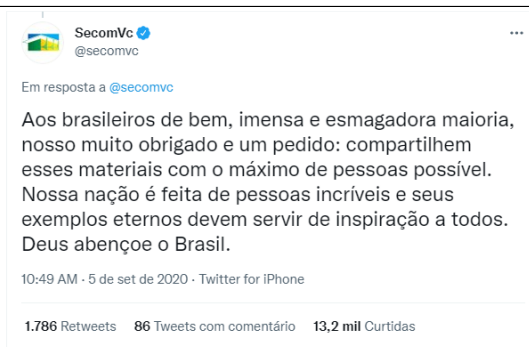 SecomVc
@secomvc
Em resposta a @secomvc
Aos brasileiros de bem, imensa e esmagadora maioria,
nosso muito obrigado e um pedido: compartilhem
esses materiais com o máximo de pessoas possível.
Nossa nação é feita de pessoas incríveis e seus
exemplos eternos devem servir de inspiração a todos.
Deus abençoe o Brasil.
10:49 AM · 5 de set de 2020 · Twitter for iPhone
1.786 Retweets 86 Tweets com comentário 13,2 mil Curtidas